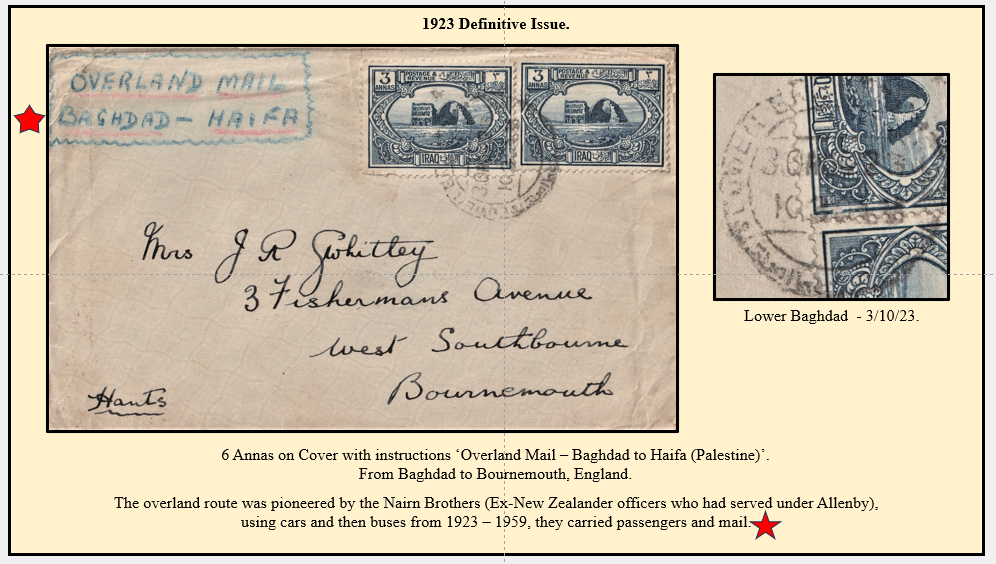 1923 Definitive Issue.
OVERLAND MAIL
BAGHDAD – HAIFA
3 ANNAS
POSTAGE & REVENUE
٣
IRAQ
3 ANNAS
POSTAGE & REVENUE
٣
IRAQ
Mrs J R Whittey
3 Fishermans Avenue
West Southbourne
Bournemouth
Hants
Lower Baghdad - 3/10/23.
6 Annas on Cover with instructions ‘Overland Mail – Baghdad to Haifa (Palestine)’.
From Baghdad to Bournemouth, England.
The overland route was pioneered by the Nairn Brothers (Ex-New Zealander officers who had served under Allenby),
using cars and then buses from 1923 – 1959, they carried passengers and mail.